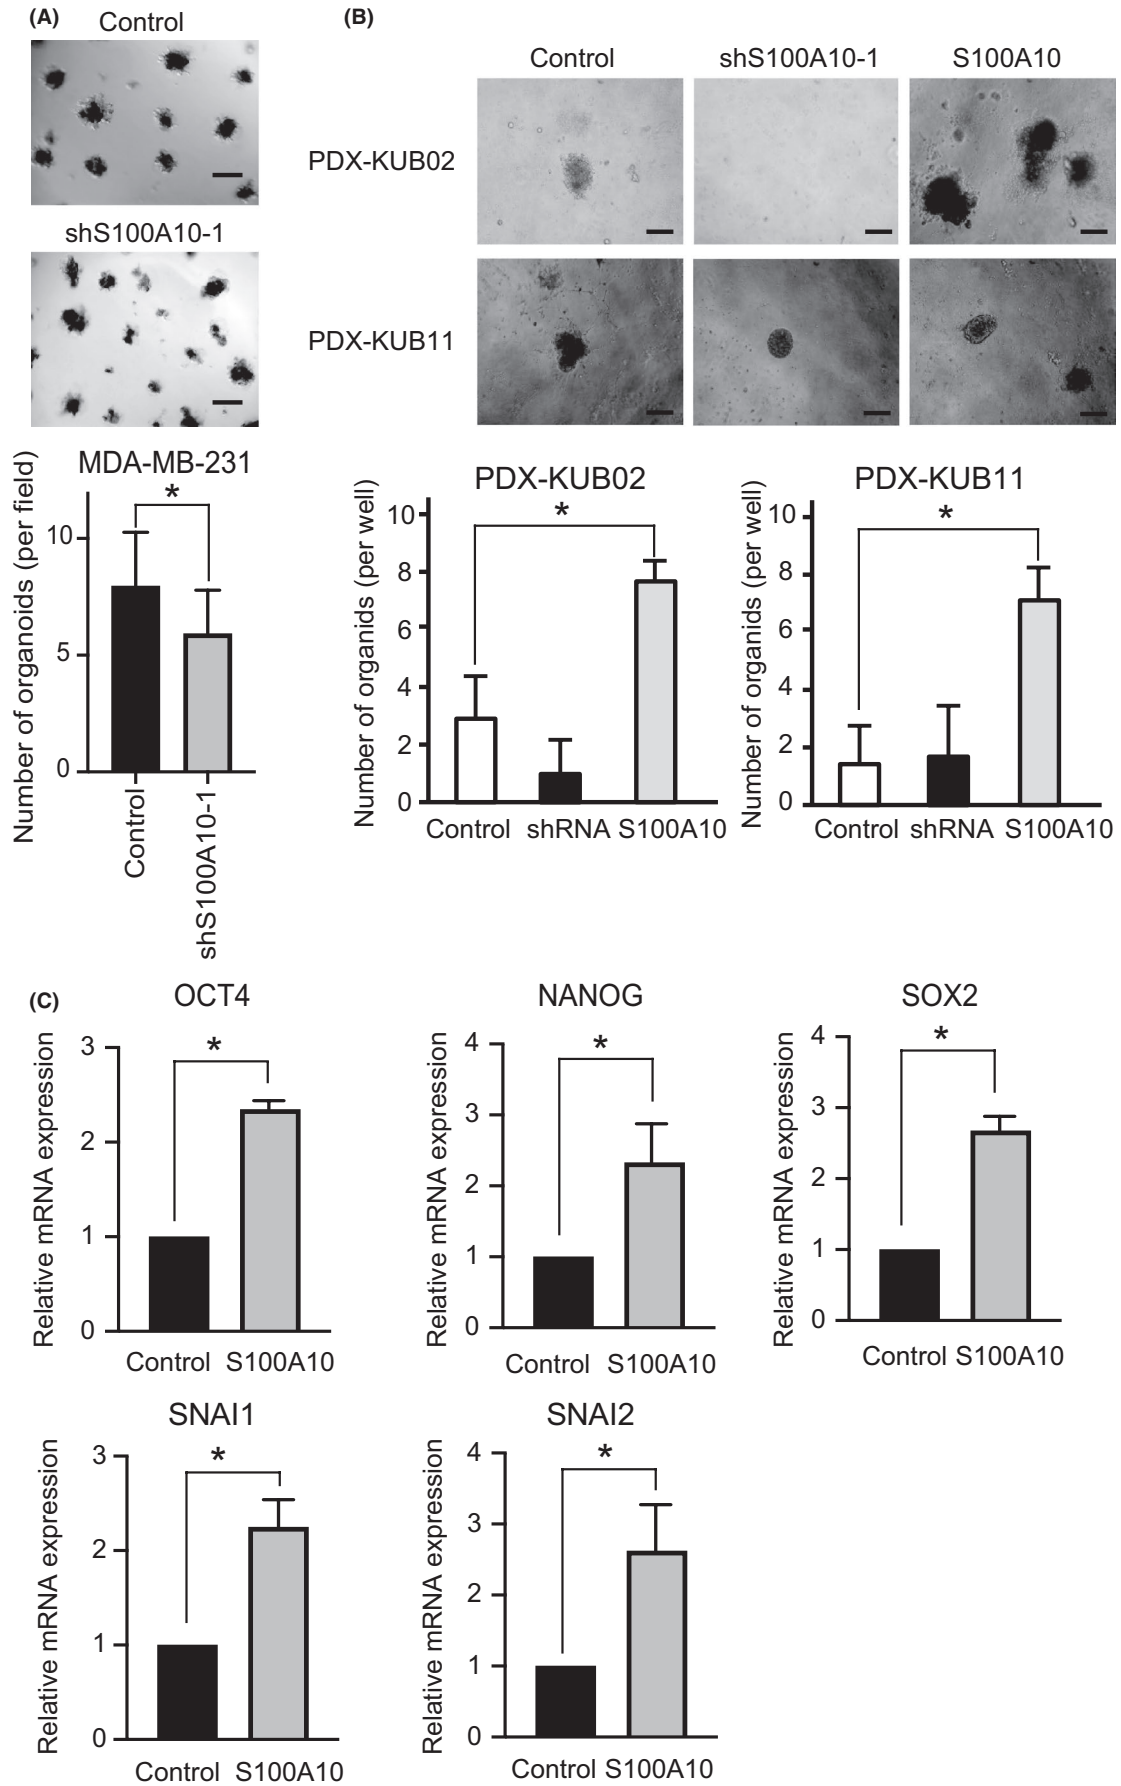 (A)
Control
shS100A10-1
MDA-MB-231
*
Number of organoids (per field)
10
5
0
Control
shS100A10-1
(B)
Control shS100A10-1 S100A10
PDX-KUB02
PDX-KUB11
PDX-KUB02
*
Number of organids (per well)
10
8
6
4
2
0
Control shRNA S100A10
PDX-KUB11
*
Number of organids (per well)
10
8
6
4
2
0
Control shRNA S100A10
(C)
OCT4
*
Relative mRNA expression
3
2
1
0
Control S100A10
NANOG
*
Relative mRNA expression
4
3
2
1
0
Control S100A10
SOX2
*
Relative mRNA expression
4
3
2
1
0
Control S100A10
SNAI1
*
Relative mRNA expression
3
2
1
0
Control S100A10
SNAI2
*
Relative mRNA expression
4
3
2
1
0
Control S100A10